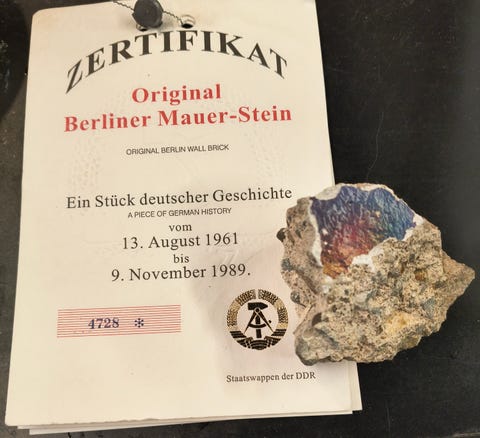 ZERTIFIKAT
Original
Berliner Mauer-Stein
ORIGINAL BERLIN WALL BRICK
Ein Stück deutscher Geschichte
A PIECE OF GERMAN HISTORY
vom
13. August 1961
bis
9. November 1989.
4728 *
Staatswappen der DDR